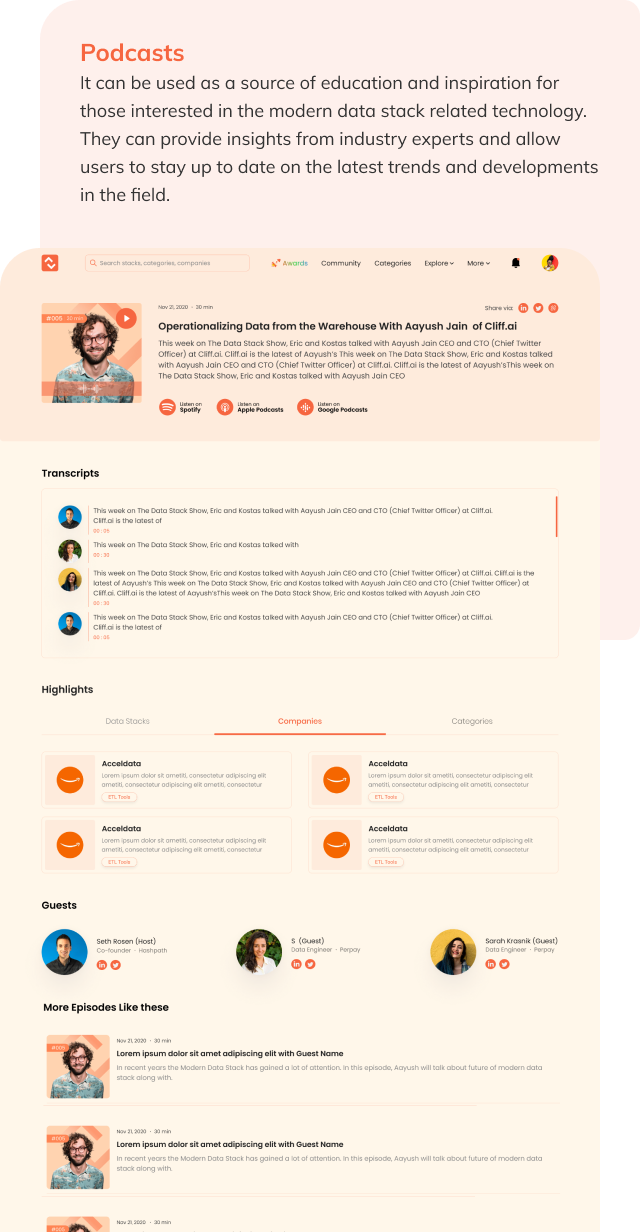 Podcasts
It can be used as a source of education and inspiration for
those interested in the modern data stack related technology.
They can provide insights from industry experts and allow
users to stay up to date on the latest trends and developments
in the field.
Search stacks, categories, companies
Awards
Community
Categories
Explore
More
#006 · 30 min
Nov 21, 2020 · 30 min
Share via:
Operationalizing Data from the Warehouse With Aayush Jain of Cliff.ai
This week on The Data Stack Show, Eric and Kostas talked with Aayush Jain CEO and CTO (Chief Twitter
Officer) at Cliff.ai. Cliff.ai is the latest of Aayush's This week on The Data Stack Show, Eric and Kostas talked
with Aayush Jain CEO and CTO (Chief Twitter Officer) at Cliff.ai. Cliff.ai is the latest of Aayush'sThis week on
The Data Stack Show, Eric and Kostas talked with Aayush Jain CEO
Listen on
Spotify
Listen on
Apple Podcasts
Listen on
Google Podcasts
Transcripts
This week on The Data Stack Show, Eric and Kostas talked with Aayush Jain CEO and CTO (Chief Twitter Officer) at Cliff.ai.
Cliff.ai is the latest of
00 : 05
This week on The Data Stack Show, Eric and Kostas talked with
00 : 30
This week on The Data Stack Show, Eric and Kostas talked with Aayush Jain CEO and CTO (Chief Twitter Officer) at Cliff.ai. Cliff.ai is the
latest of Aayush's This week on The Data Stack Show, Eric and Kostas talked with Aayush Jain CEO and CTO (Chief Twitter Officer) at
Cliff.ai. Cliff.ai is the latest of Aayush'sThis week on The Data Stack Show, Eric and Kostas talked with Aayush Jain CEO
00 : 30
This week on The Data Stack Show, Eric and Kostas talked with Aayush Jain CEO and CTO (Chief Twitter Officer) at Cliff.ai.
Cliff.ai is the latest of
00 : 05
Highlights
Data Stacks
Companies
Categories
Acceldata
Lorem ipsum dolor sit ametiti, consectetur adipiscing elit
ametiti, consectetur adipiscing elit ametiti, consectetur
ETL Tools
Acceldata
Lorem ipsum dolor sit ametiti, consectetur adipiscing elit
ametiti, consectetur adipiscing elit ametiti, consectetur
ETL Tools
Acceldata
Lorem ipsum dolor sit ametiti, consectetur adipiscing elit
ametiti, consectetur adipiscing elit ametiti, consectetur
ETL Tools
Acceldata
Lorem ipsum dolor sit ametiti, consectetur adipiscing elit
ametiti, consectetur adipiscing elit ametiti, consectetur
ETL Tools
Guests
Seth Rosen (Host)
Co-founder · Hashpath
S (Guest)
Data Engineer · Perpay
Sarah Krasnik (Guest)
Data Engineer · Perpay
More Episodes Like these
Nov 21, 2020 · 30 min
Lorem ipsum dolor sit amet adipiscing elit with Guest Name
In recent years the Modern Data Stack has gained a lot of attention. In this episode, Aayush will talk about future of modern data
stack along with.
#006
Nov 21, 2020 · 30 min
Lorem ipsum dolor sit amet adipiscing elit with Guest Name
In recent years the Modern Data Stack has gained a lot of attention. In this episode, Aayush will talk about future of modern data
stack along with.
Nov 21, 2020 · 30 min